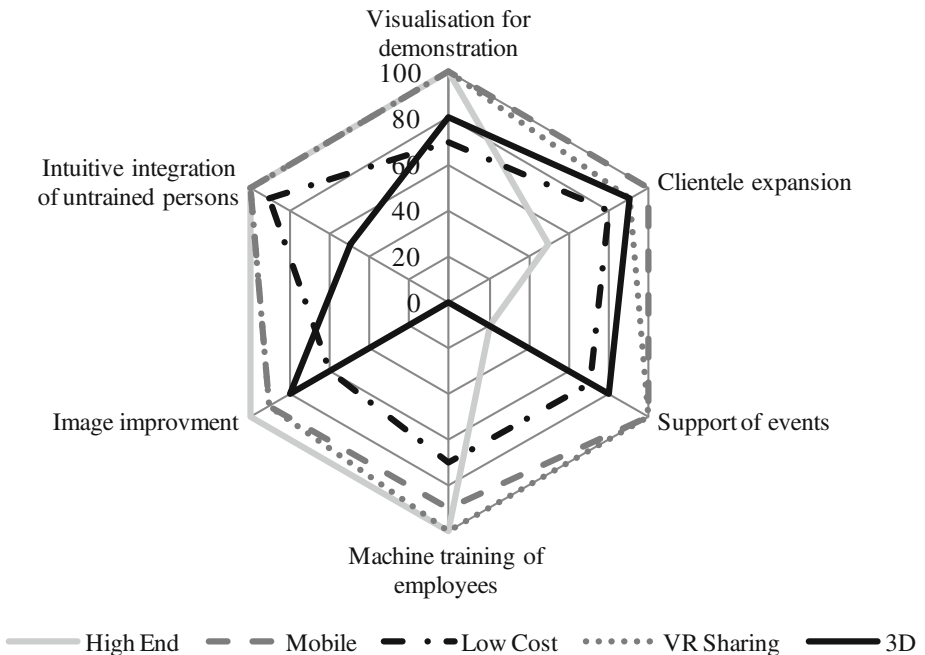 Visualisation for
demonstration
100
80
60
40
20
0
Intuitive integration
of untrained persons
Clientele expansion
Image improvment
Support of events
Machine training of
employees
High End Mobile Low Cost VR Sharing 3D